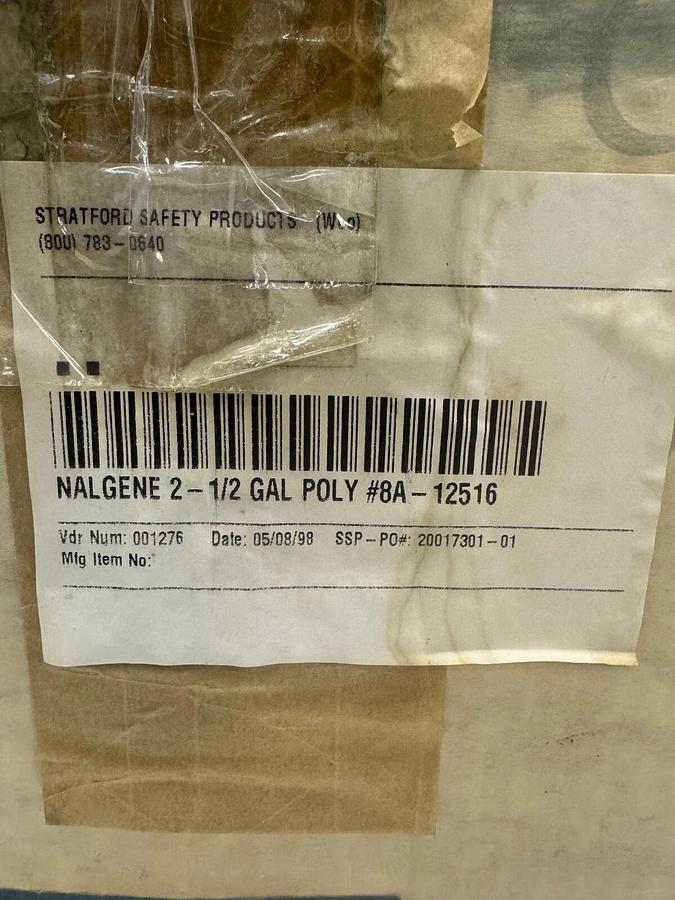 STRATFORD SAFETY PRODUCTS
(800) 783-0640
NALGENE 2-1/2 GAL POLY #8A-12516
Vdr Num: 001276 Date: 05/08/98 SSP-PO#: 20017301-01
Mfg Item No: